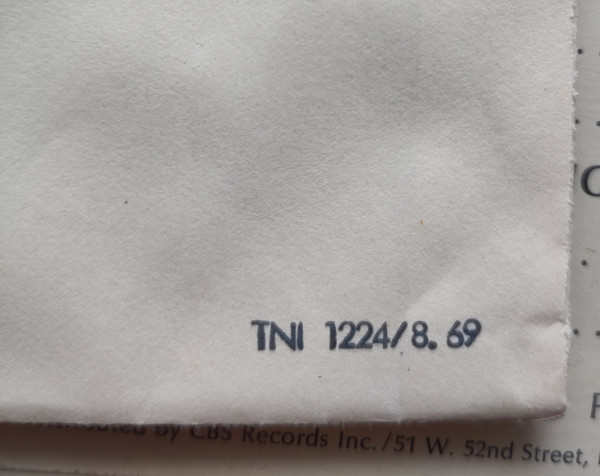 TNI 1224/8.69
by CBS Records Inc./51 W. 52nd Street,